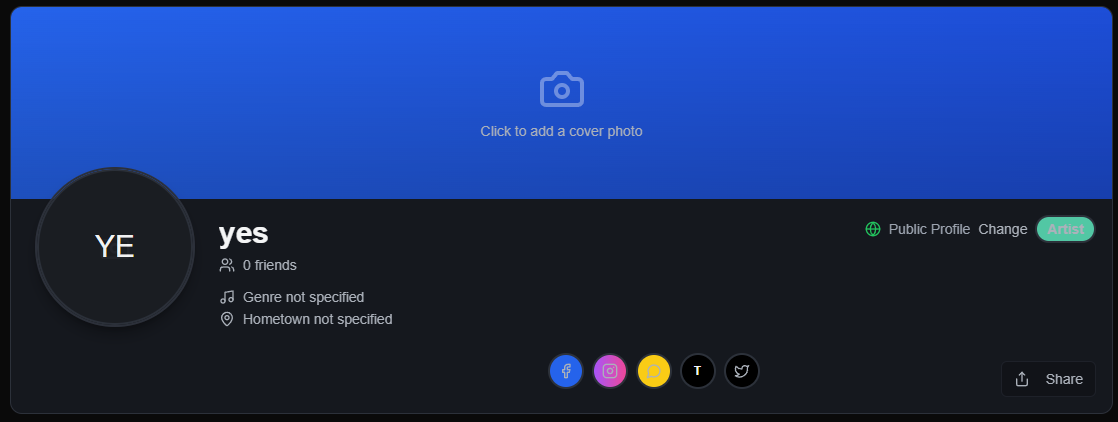 Click to add a cover photo
YE
yes
Public Profile Change Artist
0 friends
Genre not specified
Hometown not specified
T
Share